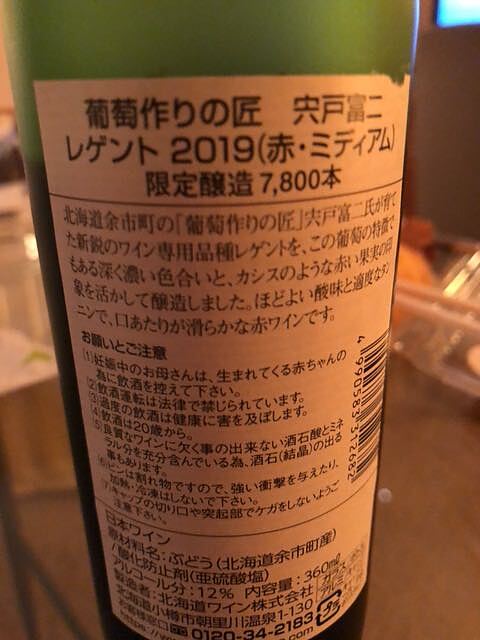 葡萄作りの匠 宍戸富二
レゲント 2019(赤・ミディアム)
限定醸造 7,800本
北海道余市町の「葡萄作りの匠」宍戸富二氏が育て
た新鋭のワイン専用品種レゲントを、この葡萄の特徴で
もある深く濃い色合いと、カシスのような赤い果実の印
象を活かして醸造しました。ほどよい酸味と適度なタン
ニンで、口あたりが滑らかな赤ワインです。
お願いとご注意
(1)妊娠中のお母さんは、生まれてくる赤ちゃんの
為に飲酒を控えて下さい。
(2)飲酒運転は法律で禁じられています。
(3)過度の飲酒は健康に害を及ぼします。
(4)飲酒は20歳から。
(5)良質なワインに欠く事の出来ない酒石酸とミネ
ラル分を充分含んでいる為、酒石(結晶)の出る
事もあります。
(6)ビンは割れ物ですので、強い衝撃を与えたり、
加熱・冷凍はしないで下さい。
(7)キャップの切り口や突起部でケガをしないようご
注意下さい。
4 990583 312682
日本ワイン
原材料名:ぶどう(北海道余市町産)
/酸化防止剤(亜硫酸塩)
アルコール分:12% 内容量:360ml
製造者:北海道ワイン株式会社
北海道小樽市朝里川温泉1-130
お客様窓口 0120-34-2183